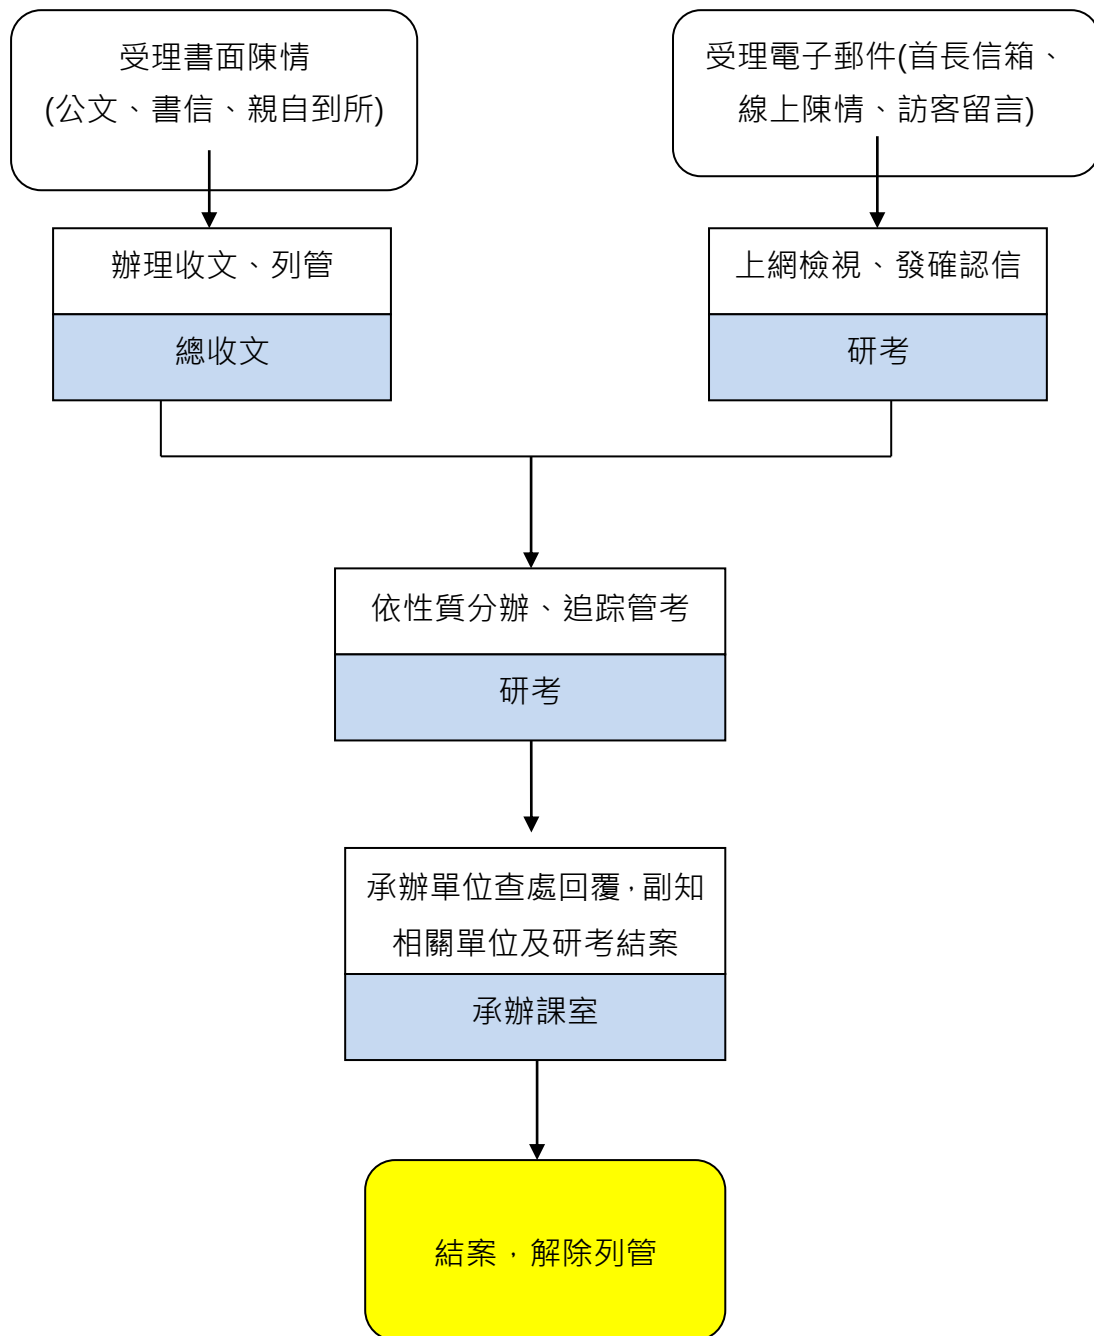 受理書面陳情
(公文、書信、親自到所)
受理電子郵件(首長信箱、
線上陳情、訪客留言)
辦理收文、列管
總收文
上網檢視、發確認信
研考
依性質分辦、追踪管考
研考
承辦單位查處回覆，副知
相關單位及研考結案
承辦課室
結案，解除列管